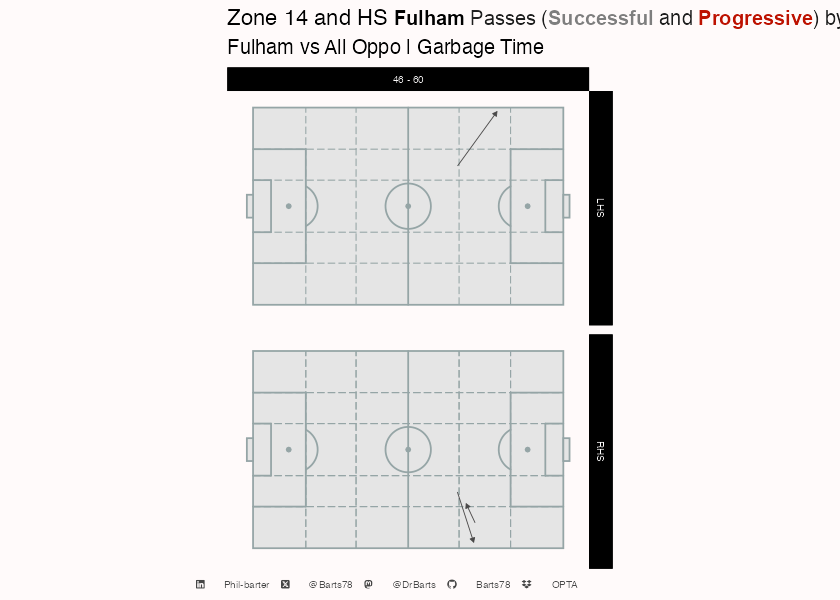 Zone 14 and HS Fulham Passes (Successful and Progressive) by
Fulham vs All Oppo | Garbage Time
46 - 60
LHS
RHS
Phil-barter @Barts78 @DrBarts Barts78 OPTA